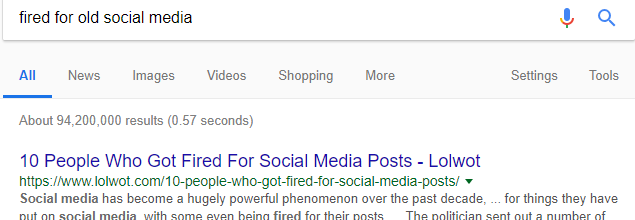 fired for old social media
All News Images Videos Shopping More Settings Tools
About 94,200,000 results (0.57 seconds)
10 People Who Got Fired For Social Media Posts - Lolwot
https://www.lolwot.com/10-people-who-got-fired-for-social-media-posts/
Social media has become a hugely powerful phenomenon over the past decade, ... for things they have
put on social media, with some even being fired for their posts. ... The politician sent out a number of